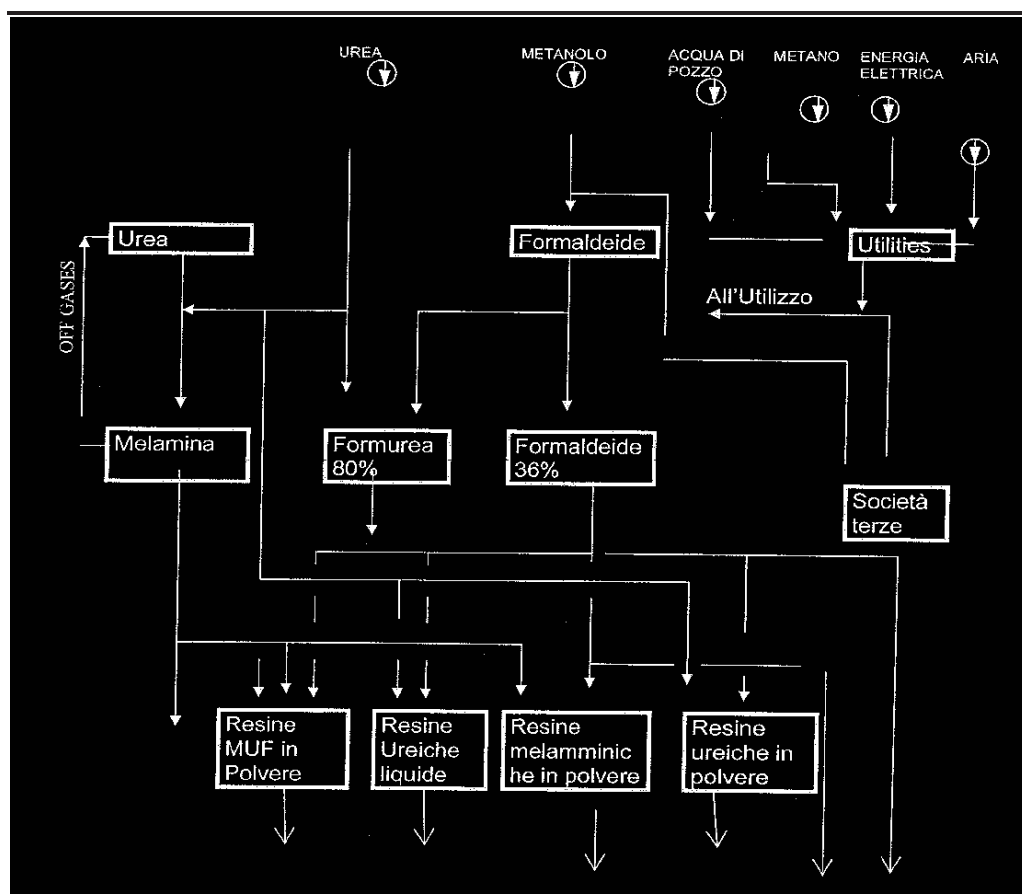 UREA
METANOLO
ACQUA DI
POZZO
METANO
ENERGIA
ELETTRICA
ARIA
Urea
Formaldeide
Utilities
OFF GASES
All'Utilizzo
Melamina
Formurea
80%
Formaldeide
36%
Società
terze
Resine
MUF in
Polvere
Resine
Ureiche
liquide
Resine
melamminic
he in polvere
Resine
ureiche in
polvere